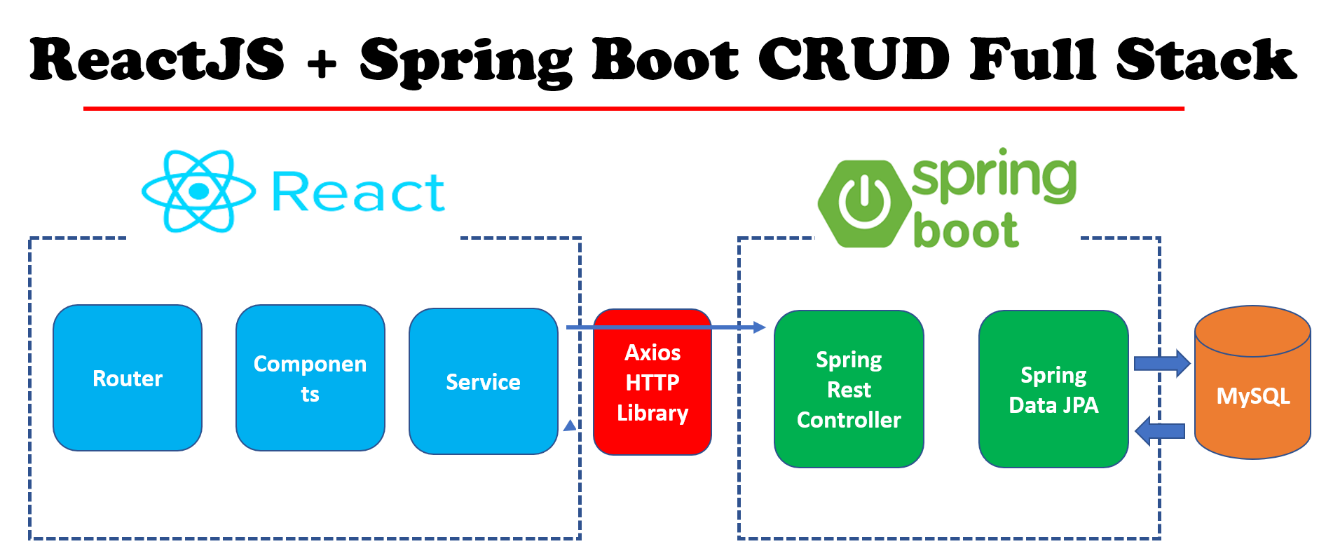 ReactJS + Spring Boot CRUD Full Stack
React
spring
boot
Router
Componen
ts
Service
Axios
HTTP
Library
Spring
Rest
Controller
Spring
Data JPA
MySQL